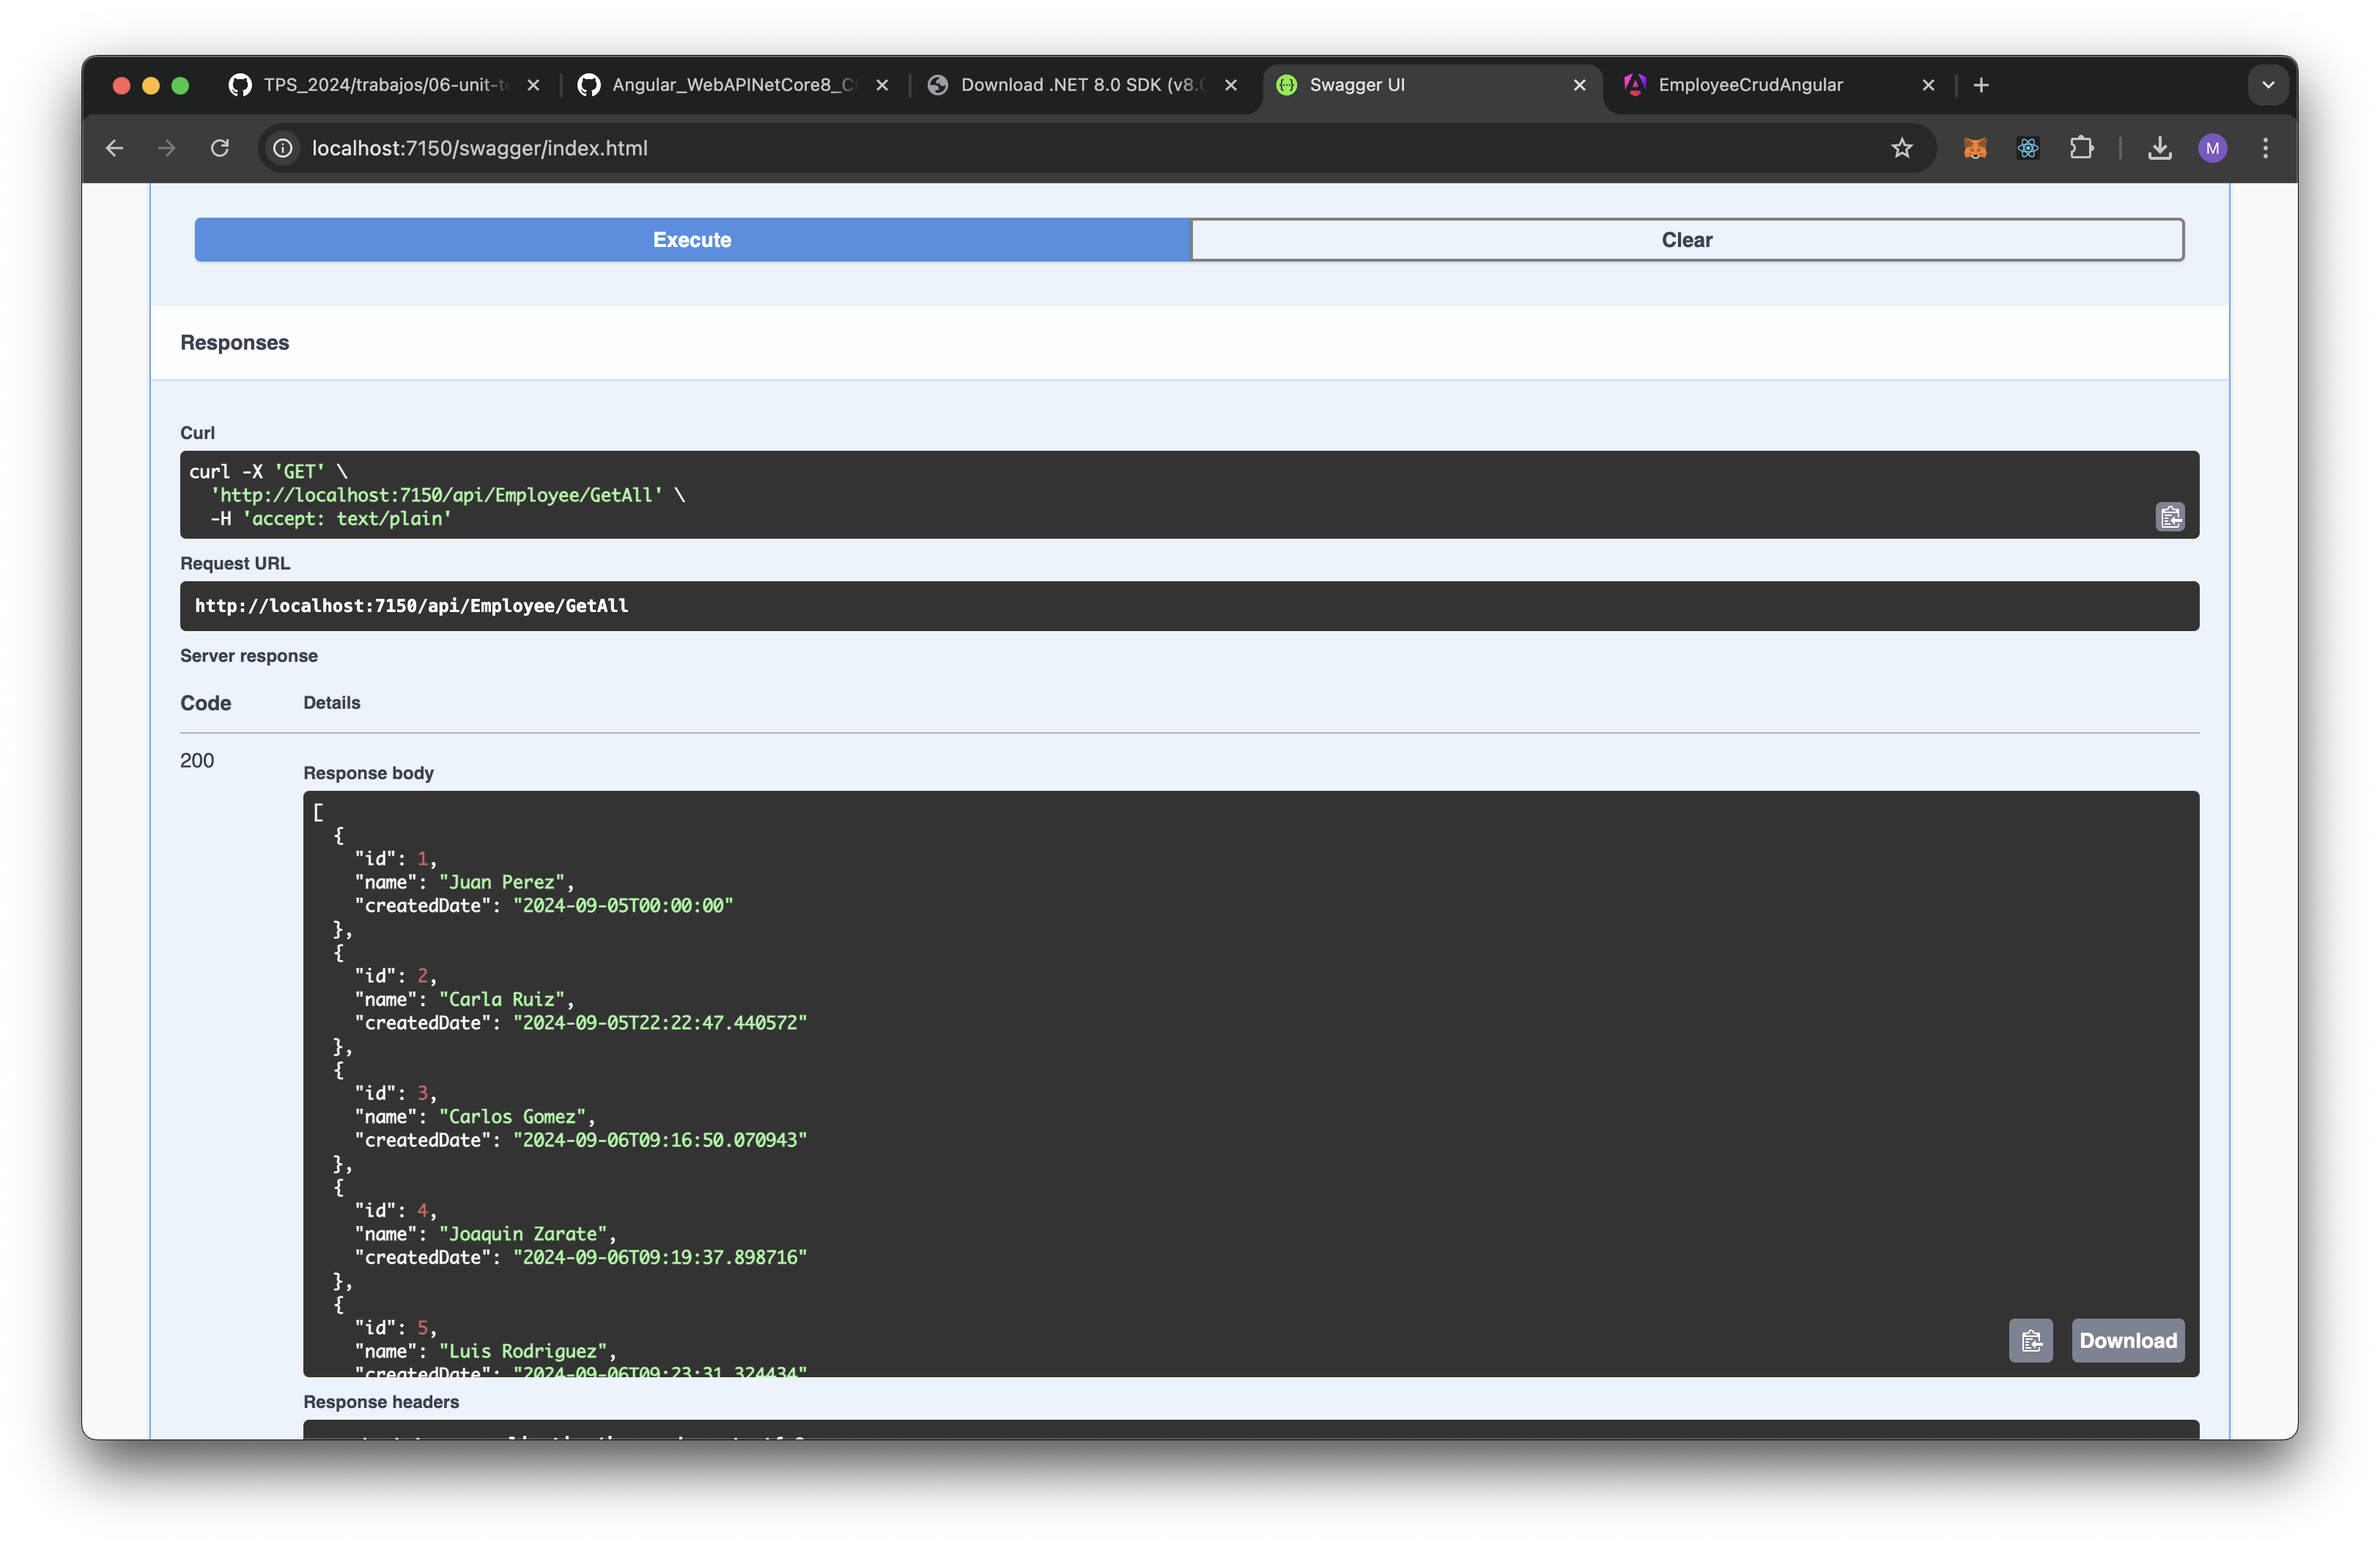 TPS_2024/trabajos/06-unit-te
Angular_WebAPINetCore8_C
Download .NET 8.0 SDK (v8.0
Swagger UI
EmployeeCrudAngular
localhost:7150/swagger/index.html
M
Execute
Clear
Responses
Curl
curl -X 'GET' \
'http://localhost:7150/api/Employee/GetAll' \
-H 'accept: text/plain'
Request URL
http://localhost:7150/api/Employee/GetAll
Server response
Code Details
200
Response body
[
{
"id": 1,
"name": "Juan Perez",
"createdDate": "2024-09-05T00:00:00"
},
{
"id": 2,
"name": "Carla Ruiz",
"createdDate": "2024-09-05T22:22:47.440572"
},
{
"id": 3,
"name": "Carlos Gomez",
"createdDate": "2024-09-06T09:16:50.070943"
},
{
"id": 4,
"name": "Joaquin Zarate",
"createdDate": "2024-09-06T09:19:37.898716"
},
{
"id": 5,
"name": "Luis Rodriguez",
"createdDate": "2024-09-06T09:23:31.324434"
Download
Response headers